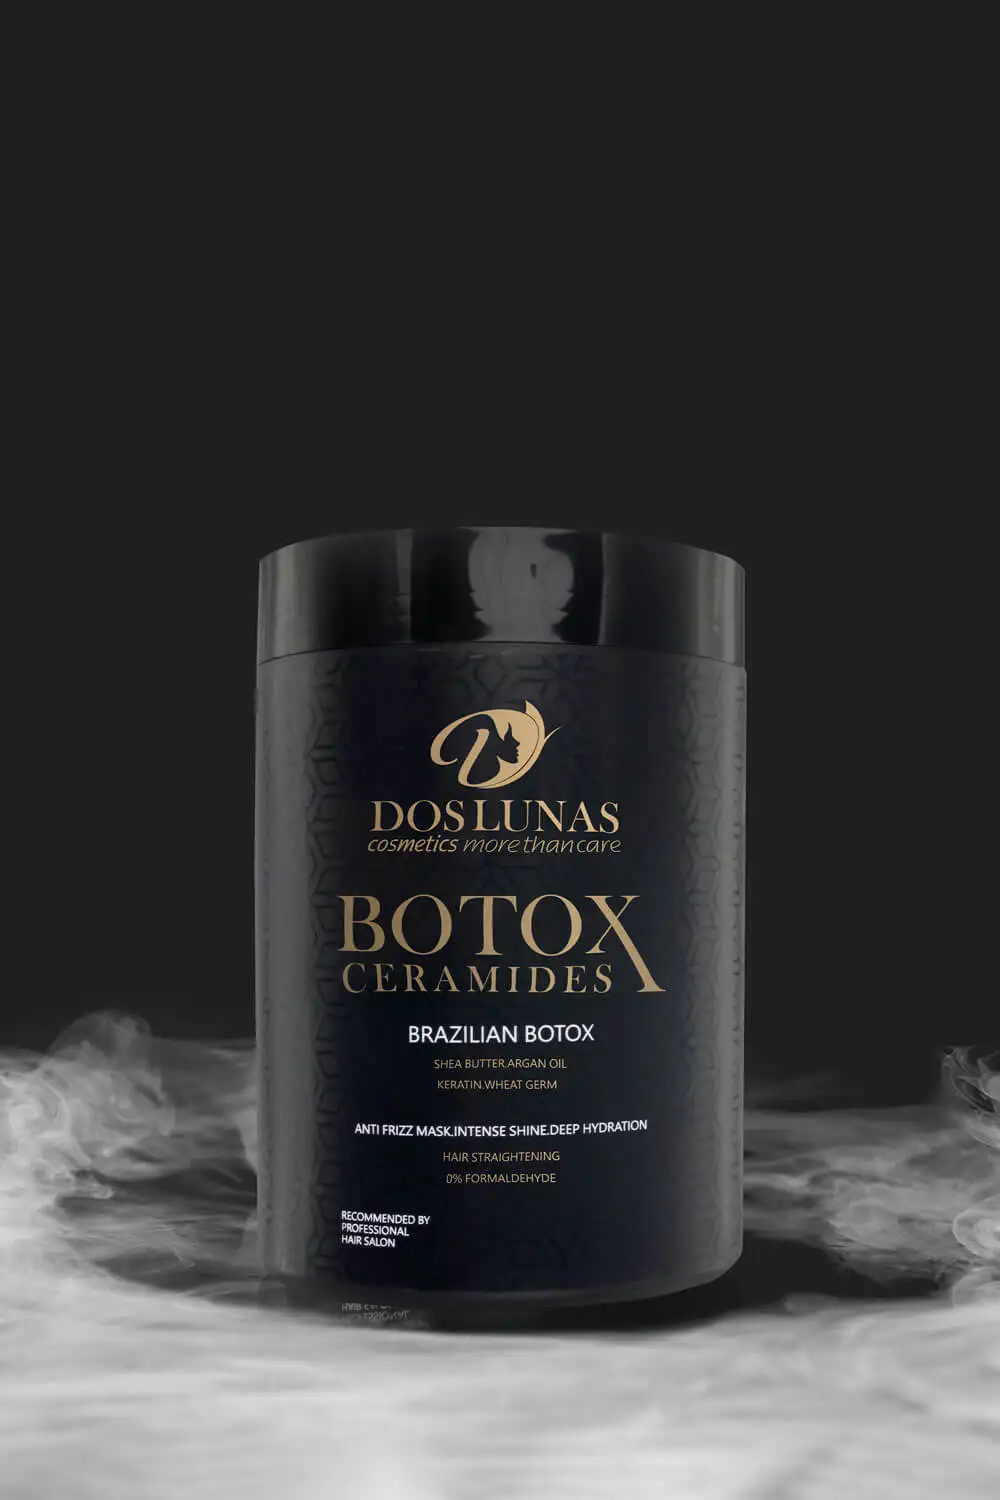 DOS LUNAS
cosmetics more than care
BOTOX
CERAMIDES
BRAZILIAN BOTOX
SHEA BUTTER.ARGAN OIL
KERATIN.WHEAT GERM
ANTI FRIZZ MASK.INTENSE SHINE.DEEP HYDRATION
HAIR STRAIGHTENING
0% FORMALDEHYDE
RECOMMENDED BY
PROFESSIONAL
HAIR SALON